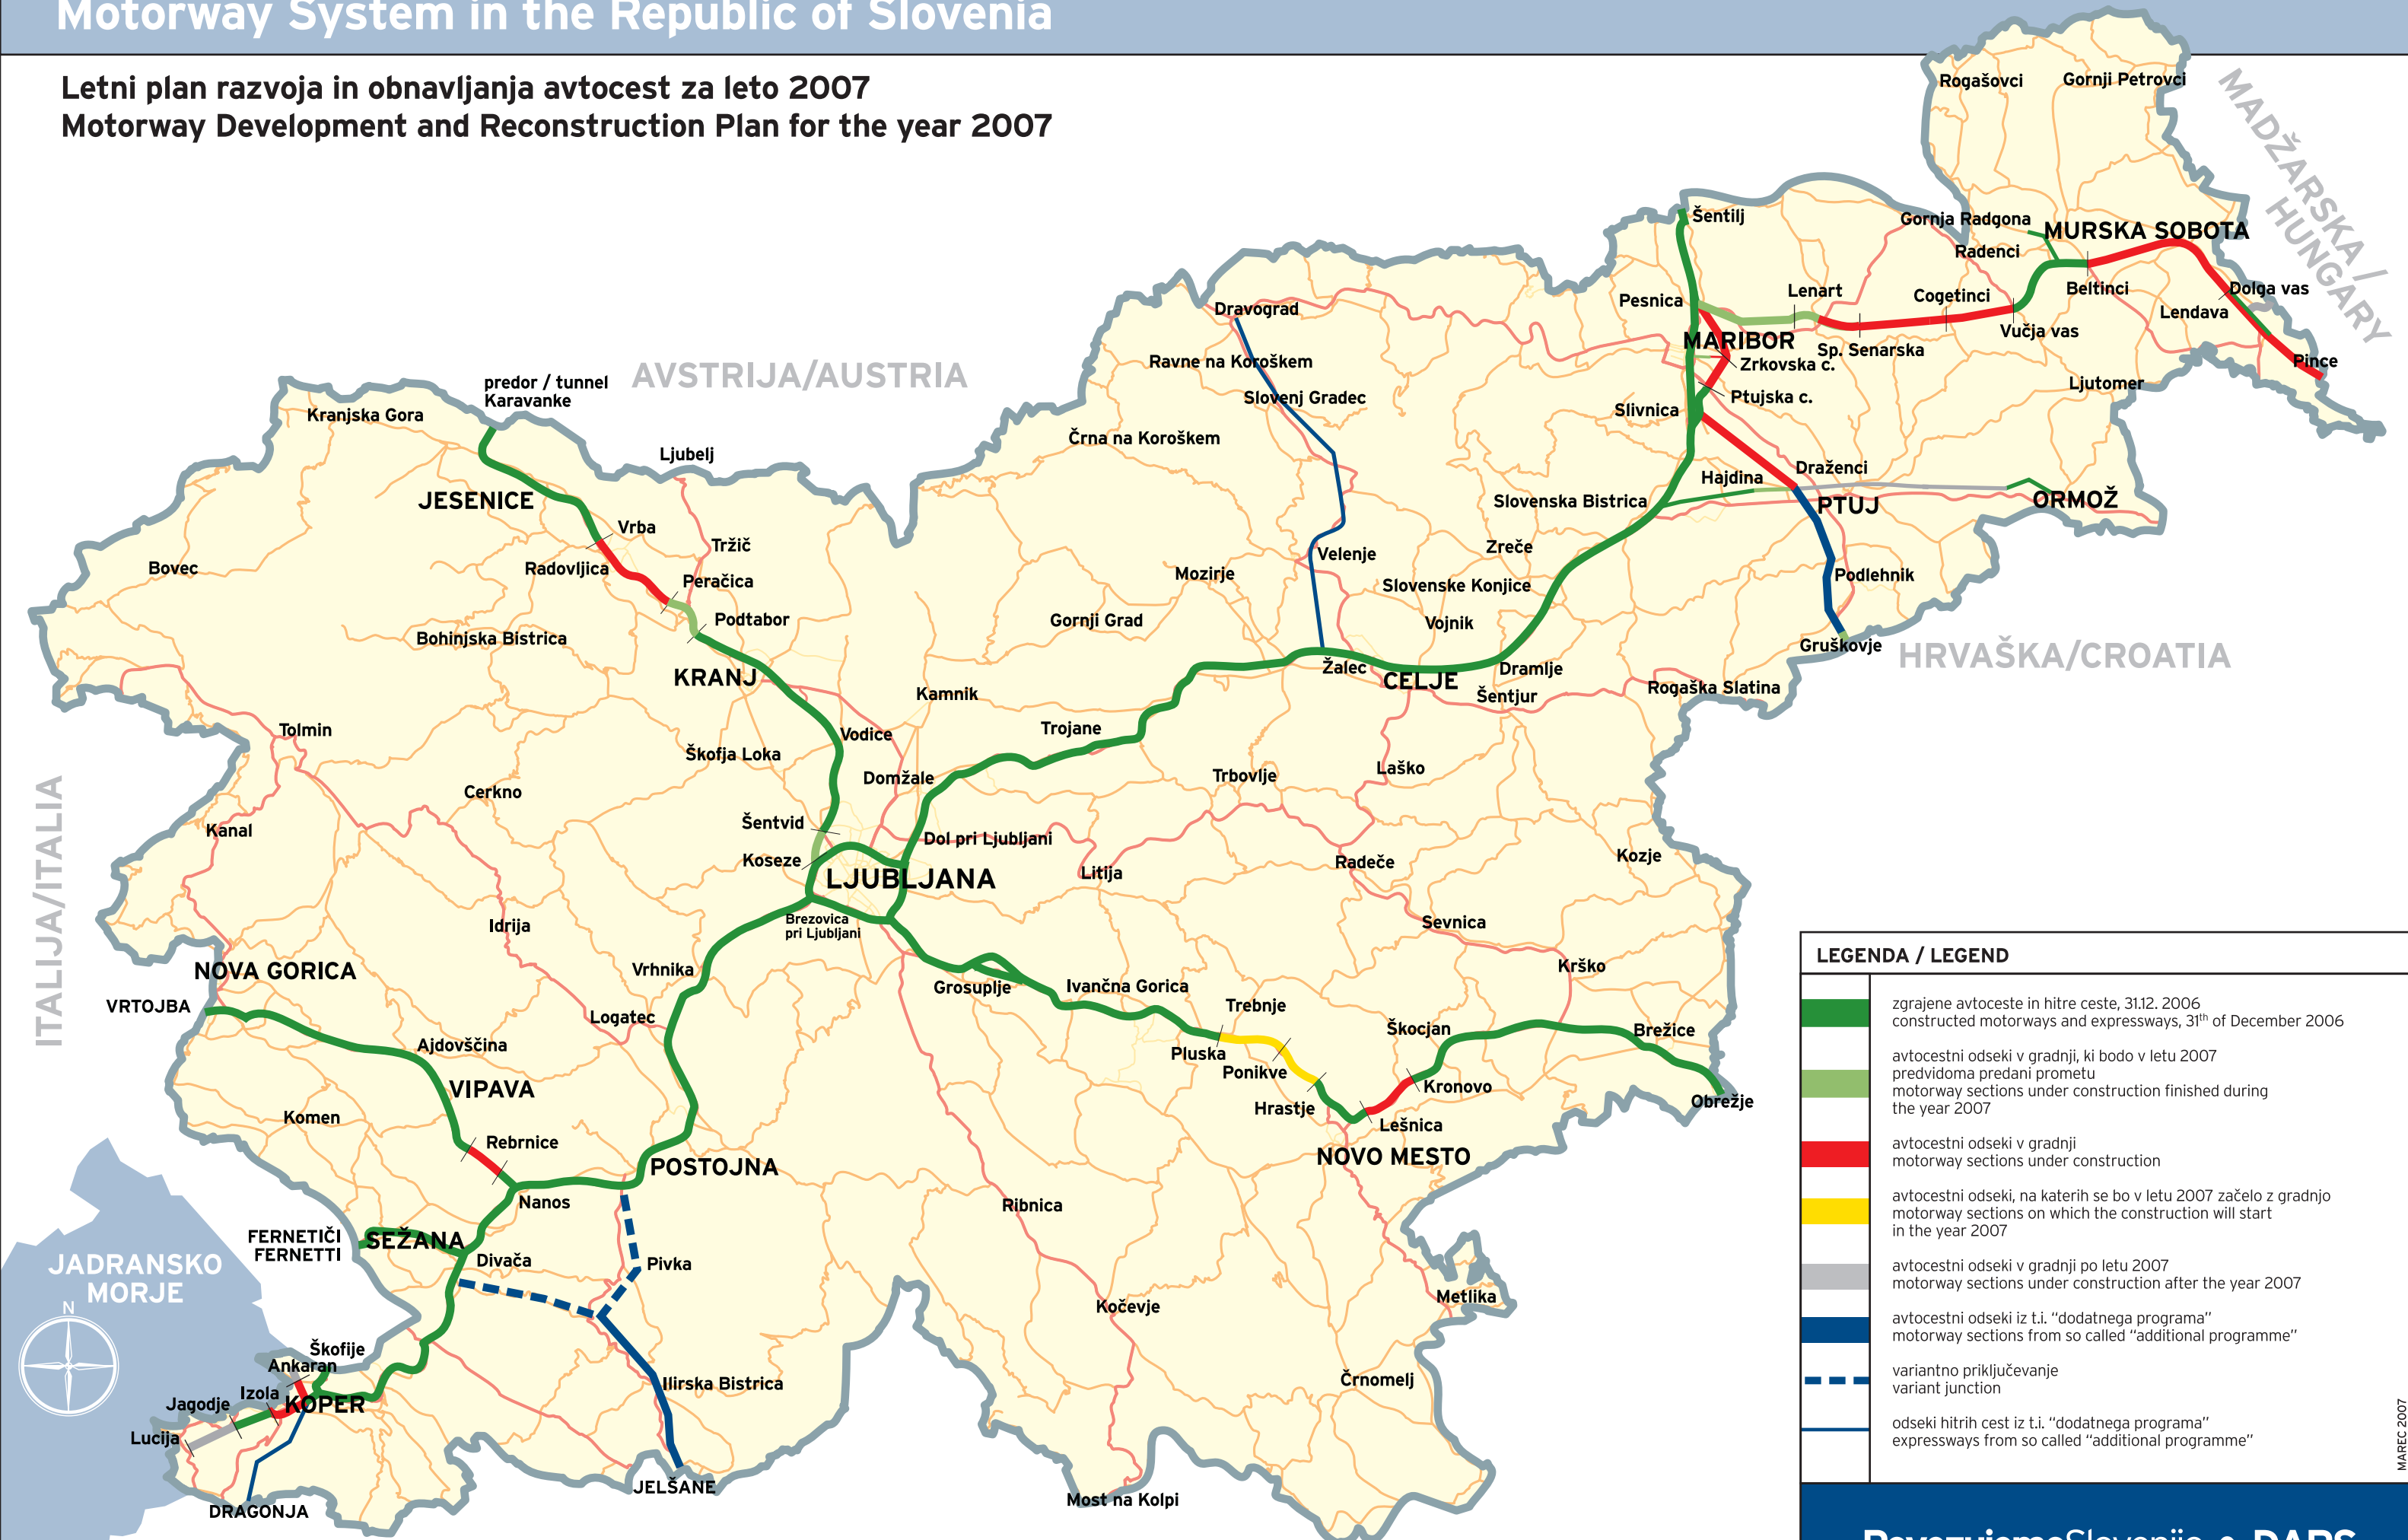 Motorway System in the Republic of Slovenia
Letni plan razvoja in obnavljanja avtocest za leto 2007
Motorway Development and Reconstruction Plan for the year 2007
Rogašovci
Gornji Petrovci
MADŽARSKA /
HUNGARY
Šentilj
Gornja Radgona
MURSKA SOBOTA
Radenci
Pesnica
Lenart
Cogetinci
Beltinci
Dolga vas
Lendava
Vučja vas
MARIBOR
Sp. Senarska
Zrkovska c.
Pince
Ljutomer
Ptujska c.
Slivnica
Dravograd
Ravne na Koroškem
Slovenj Gradec
Črna na Koroškem
AVSTRIJA/AUSTRIA
predor / tunnel
Karavanke
Kranjska Gora
Ljubelj
JESENICE
Vrba
Tržič
Radovljica
Peračica
Bovec
Podtabor
Bohinjska Bistrica
KRANJ
Draženci
Hajdina
Slovenska Bistrica
PTUJ
ORMOŽ
Zreče
Velenje
Mozirje
Slovenske Konjice
Podlehnik
Gornji Grad
Vojnik
Gruškovje
HRVAŠKA/CROATIA
Žalec
CELJE
Dramlje
Šentjur
Rogaška Slatina
Kamnik
Tolmin
Vodice
Trojane
Škofja Loka
Domžale
Trbovlje
Laško
Cerkno
Kanal
ITALIJA/ITALIA
Šentvid
Dol pri Ljubljani
Koseze
LJUBLJANA
Litija
Radeče
Kozje
Brezovica
pri Ljubljani
Idrija
Sevnica
NOVA GORICA
Vrhnika
Krško
VRTOJBA
Grosuplje
Ivančna Gorica
Trebnje
Logatec
Škocjan
Brežice
Ajdovščina
Pluska
Ponikve
VIPAVA
Kronovo
Hrastje
Obrežje
Komen
Lešnica
Rebrnice
NOVO MESTO
POSTOJNA
Nanos
Ribnica
FERNETIČI
FERNETTI
SEŽANA
Divača
Pivka
JADRANSKO
MORJE
N
Kočevje
Metlika
Škofije
Ankaran
Izola
Jagodje
KOPER
Lucija
Ilirska Bistrica
Črnomelj
JELŠANE
Most na Kolpi
DRAGONJA
LEGENDA / LEGEND
zgrajene avtoceste in hitre ceste, 31.12. 2006
constructed motorways and expressways, 31th of December 2006
avtocestni odseki v gradnji, ki bodo v letu 2007
predvidoma predani prometu
motorway sections under construction finished during
the year 2007
avtocestni odseki v gradnji
motorway sections under construction
avtocestni odseki, na katerih se bo v letu 2007 začelo z gradnjo
motorway sections on which the construction will start
in the year 2007
avtocestni odseki v gradnji po letu 2007
motorway sections under construction after the year 2007
avtocestni odseki iz t.i. “dodatnega programa”
motorway sections from so called “additional programme”
variantno priključevanje
variant junction
odseki hitrih cest iz t.i. “dodatnega programa”
expressways from so called “additional programme”
MAREC 2007
PovezujemoSlovenijo DARS